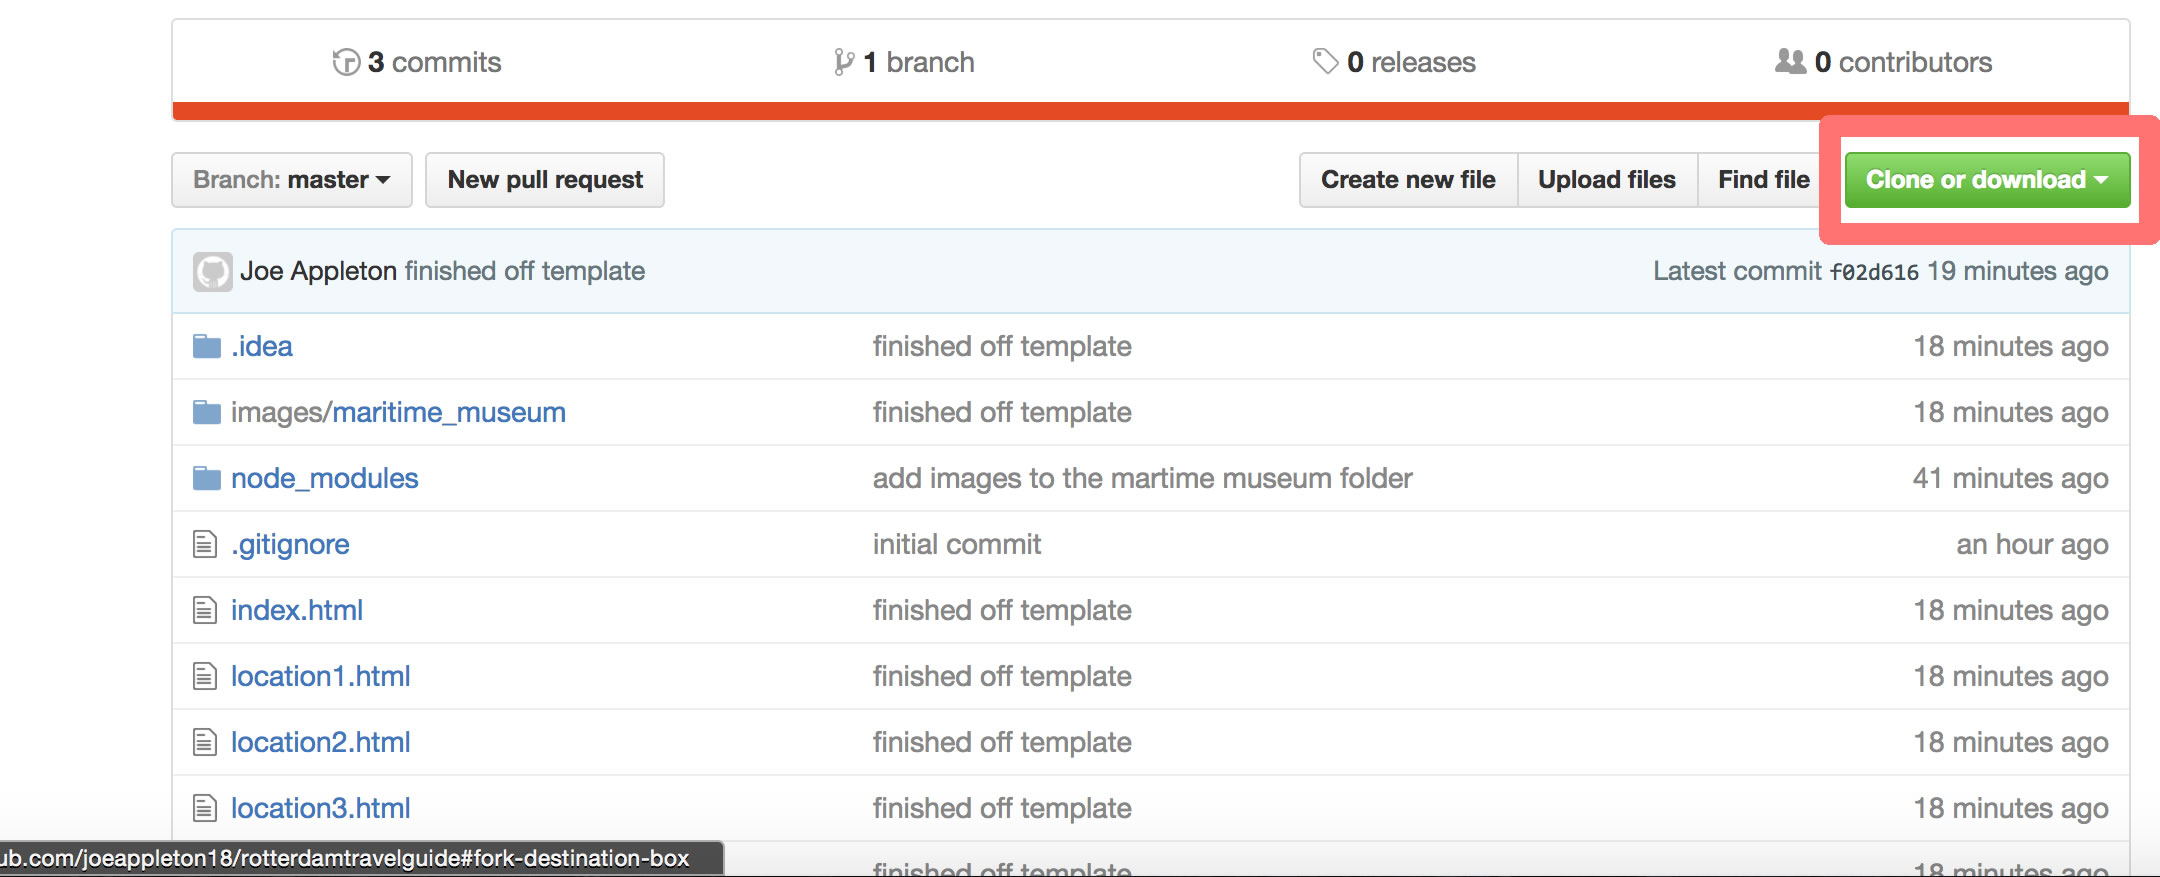 3 commits 1 branch 0 releases 0 contributors
Branch: master New pull request Create new file Upload files Find file Clone or download
Joe Appleton finished off template Latest commit f02d616 19 minutes ago
.idea finished off template 18 minutes ago
images/maritime_museum finished off template 18 minutes ago
node_modules add images to the martime museum folder 41 minutes ago
.gitignore initial commit an hour ago
index.html finished off template 18 minutes ago
location1.html finished off template 18 minutes ago
location2.html finished off template 18 minutes ago
location3.html finished off template 18 minutes ago
ub.com/joeappleton18/rotterdamtravelguide#fork-destination-box
finished off template 18 minutes ago